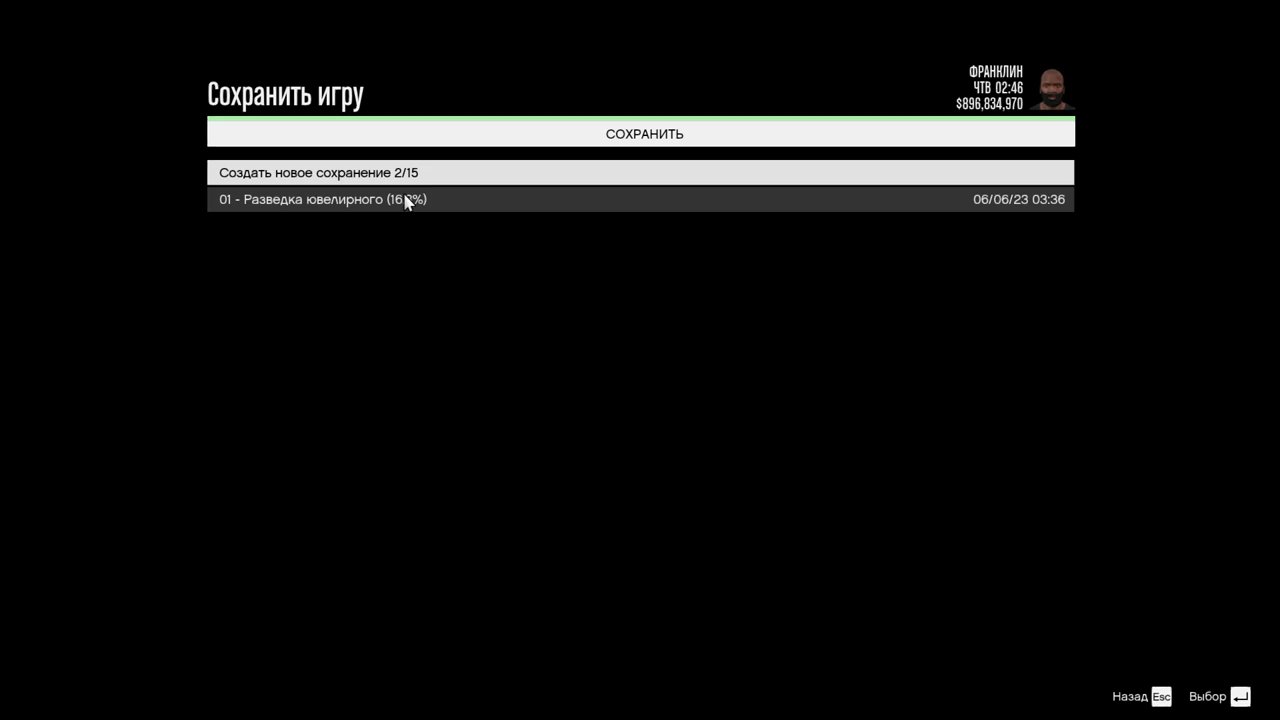 Сохранить игру
ФРАНКЛИН
ЧТВ 02:46
$896,834,970
СОХРАНИТЬ
Создать новое сохранение 2/15
01 - Разведка ювелирного
06/06/23 03:36
Назад Esc
Выбор